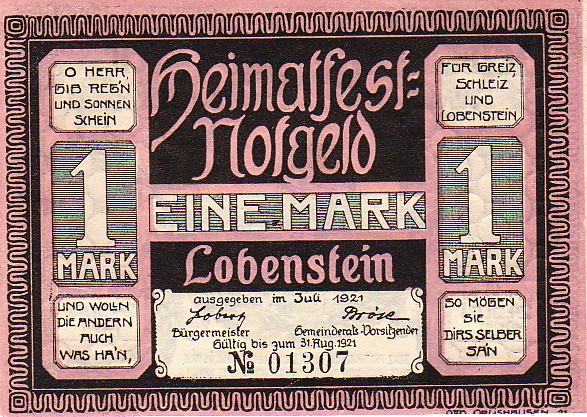 O HERR,
GIB REG'N
UND SONNEN
SCHEIN
Heimatfest-
Notgeld
FÜR GREIZ,
SCHLEIZ
UND
LOBENSTEIN
1
MARK
EINE MARK
1
MARK
Lobenstein
UND WOLLN
DIE ANDERN
AUCH
WAS HA'N,
ausgegeben im Juli 1921
Bürgermeister Gemeinderats-Vorsitzender
Gültig bis zum 31. Aug. 1921
№ 01307
SO MÖGEN
SIE
DIRS SELBER
SA'N